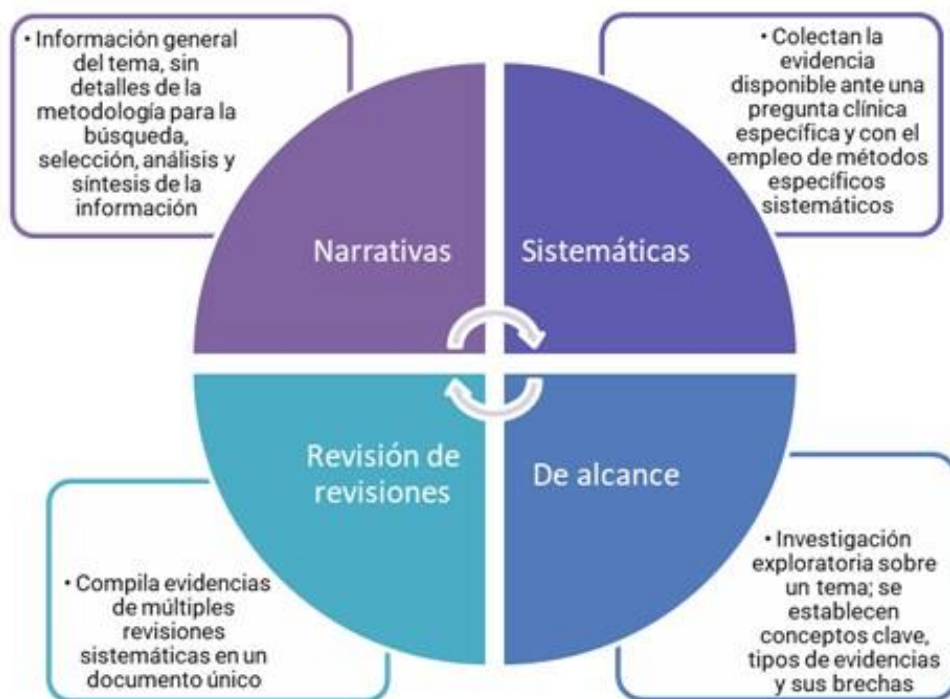 • Información general
del tema, sin
detalles de la
metodología para la
búsqueda,
selección, análisis y
síntesis de la
información
• Colectan la
evidencia
disponible ante una
pregunta clínica
específica y con el
empleo de métodos
específicos
sistemáticos
Narrativas
Sistemáticas
Revisión de
revisiones
De alcance
• Compila evidencias
de múltiples
revisiones
sistemáticas en un
documento único
• Investigación
exploratoria sobre
un tema; se
establecen
conceptos clave,
tipos de evidencias
y sus brechas